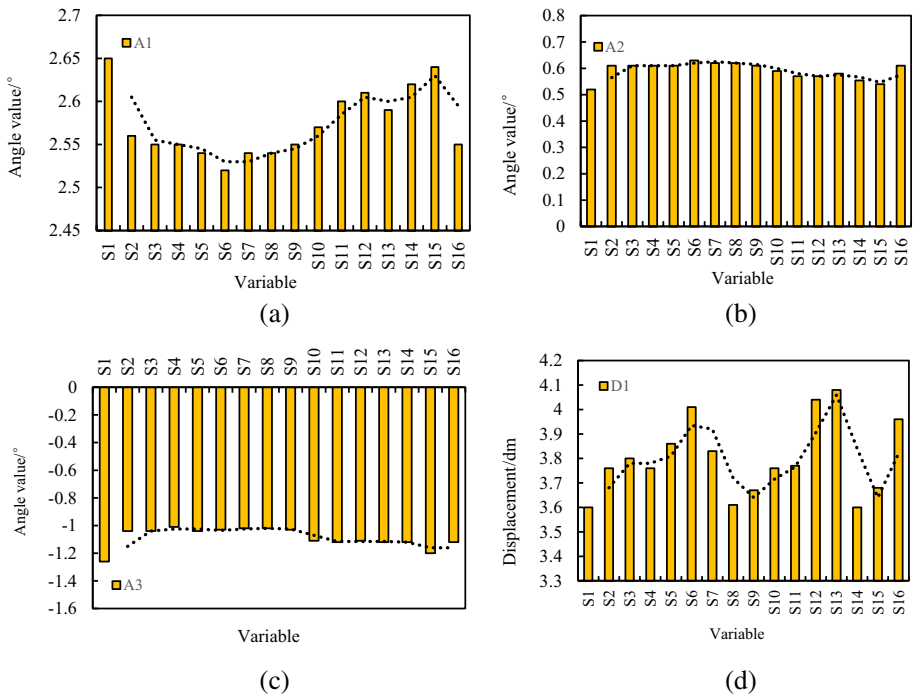 (a)
2.7
2.65
2.6
2.55
2.5
2.45
Angle value/°
A1
S1 S2 S3 S4 S5 S6 S7 S8 S9 S10 S11 S12 S13 S14 S15 S16
Variable
(a)
(b)
0.8
0.7
0.6
0.5
0.4
0.3
0.2
0.1
0
Angle value/°
A2
S1 S2 S3 S4 S5 S6 S7 S8 S9 S10 S11 S12 S13 S14 S15 S16
Variable
(b)
(c)
S1 S2 S3 S4 S5 S6 S7 S8 S9 S10 S11 S12 S13 S14 S15 S16
0
-0.2
-0.4
-0.6
-0.8
-1
-1.2
-1.4
-1.6
Angle value/°
A3
Variable
(c)
(d)
4.2
4.1
4
3.9
3.8
3.7
3.6
3.5
3.4
3.3
Displacement/dm
D1
S1 S2 S3 S4 S5 S6 S7 S8 S9 S10 S11 S12 S13 S14 S15 S16
Variable
(d)